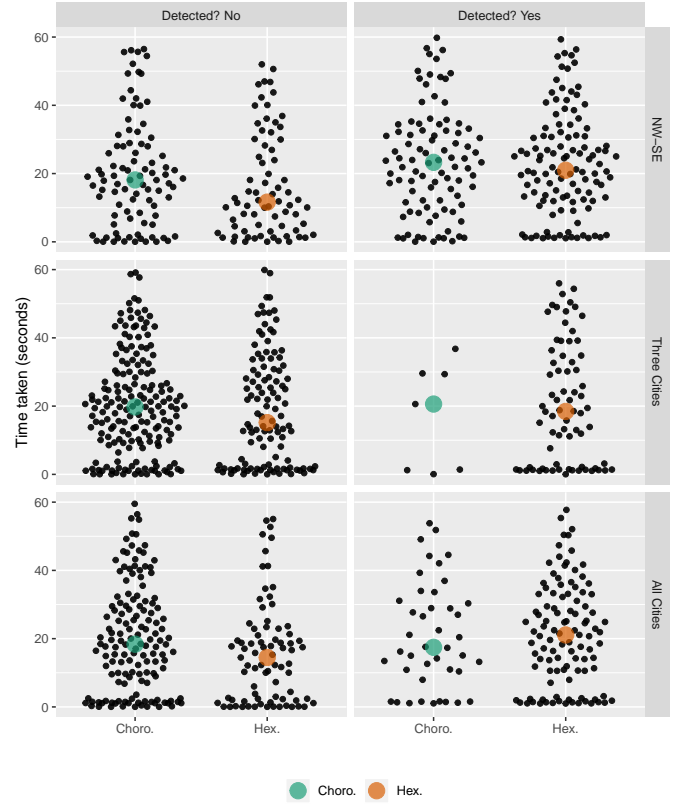 Detected? No
Detected? Yes
60
40
20
0
NW−SE
60
40
20
0
Three Cities
60
40
20
0
All Cities
Time taken (seconds)
Choro.
Hex.
Choro.
Hex.
Choro.
Hex.